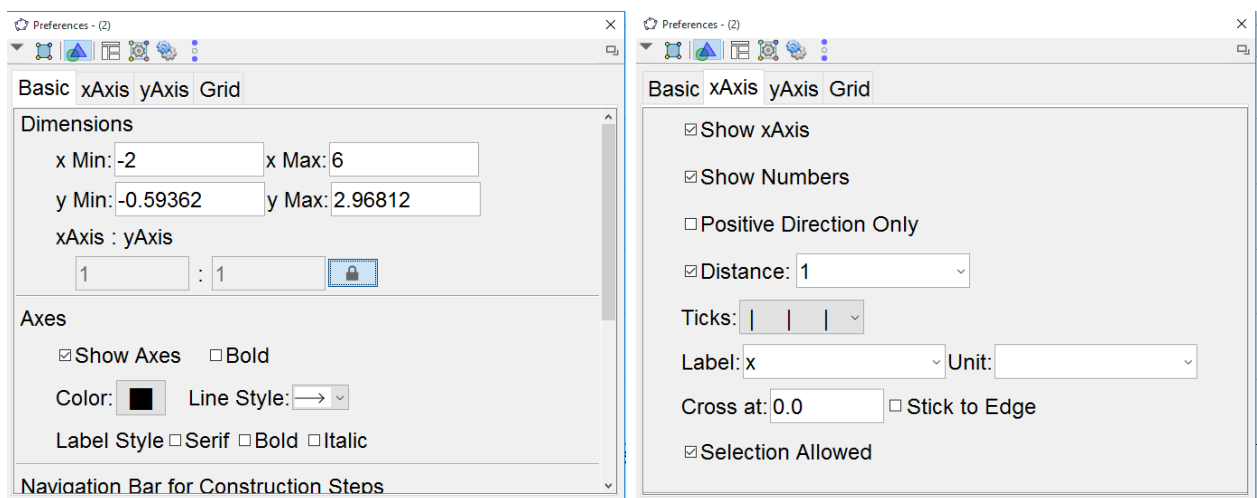 Preferences - (2)
Basic xAxis yAxis Grid
Dimensions
x Min: -2 x Max: 6
y Min: -0.59362 y Max: 2.96812
xAxis : yAxis
1 : 1
Axes
Show Axes Bold
Color: Line Style:
Label Style Serif Bold Italic
Navigation Bar for Construction Steps
Preferences - (2)
Basic xAxis yAxis Grid
Show xAxis
Show Numbers
Positive Direction Only
Distance: 1
Ticks:
Label: x Unit:
Cross at: 0.0 Stick to Edge
Selection Allowed